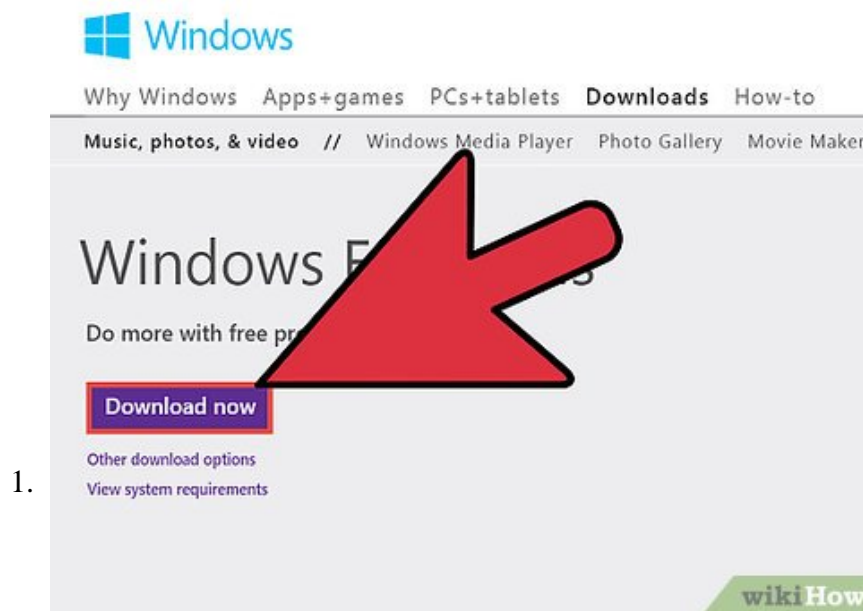 Windows
Why Windows Apps+games PCs+tablets Downloads How-to
Music, photos, & video // Windows Media Player Photo Gallery Movie Maker
Windows
Do more with free
Download now
Other download options
1.
View system requirements
wikiHow